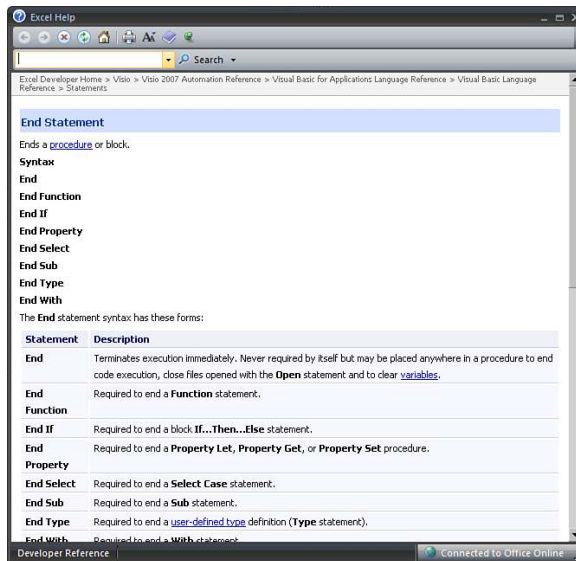 Excel Help
Search
Excel Developer Home > Visio > Visio 2007 Automation Reference > Visual Basic for Applications Language Reference > Visual Basic Language
Reference > Statements
End Statement
Ends a procedure or block.
Syntax
End
End Function
End If
End Property
End Select
End Sub
End Type
End With
The End statement syntax has these forms:
Statement Description
End Terminates execution immediately. Never required by itself but may be placed anywhere in a procedure to end
code execution, close files opened with the Open statement and to clear variables.
End Required to end a Function statement.
Function
End If Required to end a block If...Then...Else statement.
End Required to end a Property Let, Property Get, or Property Set procedure.
Property
End Select Required to end a Select Case statement.
End Sub Required to end a Sub statement.
End Type Required to end a user-defined type definition (Type statement).
End With Required to end a With statement
Developer Reference Connected to Office Online